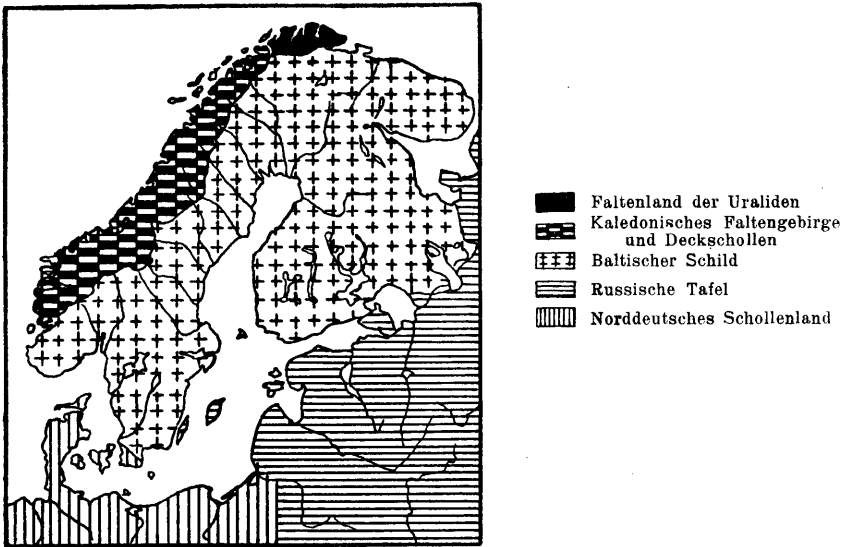 Faltenland der Uraliden
Kaledonisches Faltengebirge
und Deckschollen
Baltischer Schild
Russische Tafel
Norddeutsches Schollenland